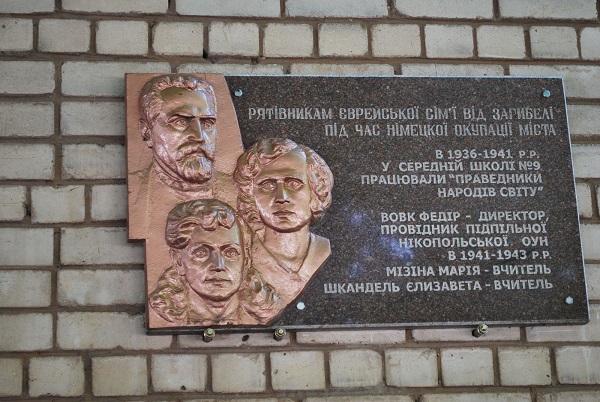 РЯТІВНИКАМ ЄВРЕЙСЬКОЇ СІМ'Ї ВІД ЗАГИБЕЛІ
ПІД ЧАС НІМЕЦЬКОЇ ОКУПАЦІЇ МІСТА
В 1936-1941 Р.Р.
У СЕРЕДНІЙ ШКОЛІ №9
ПРАЦЮВАЛИ "ПРАВЕДНИКИ
НАРОДІВ СВІТУ"
ВОВК ФЕДІР - ДИРЕКТОР,
ПРОВІДНИК ПІДПІЛЬНОЇ
НІКОПОЛЬСЬКОЇ ОУН
В 1941-1943 Р.Р.
МІЗІНА МАРІЯ - ВЧИТЕЛЬ
ШКАНДЕЛЬ ЄЛИЗАВЕТА - ВЧИТЕЛЬ